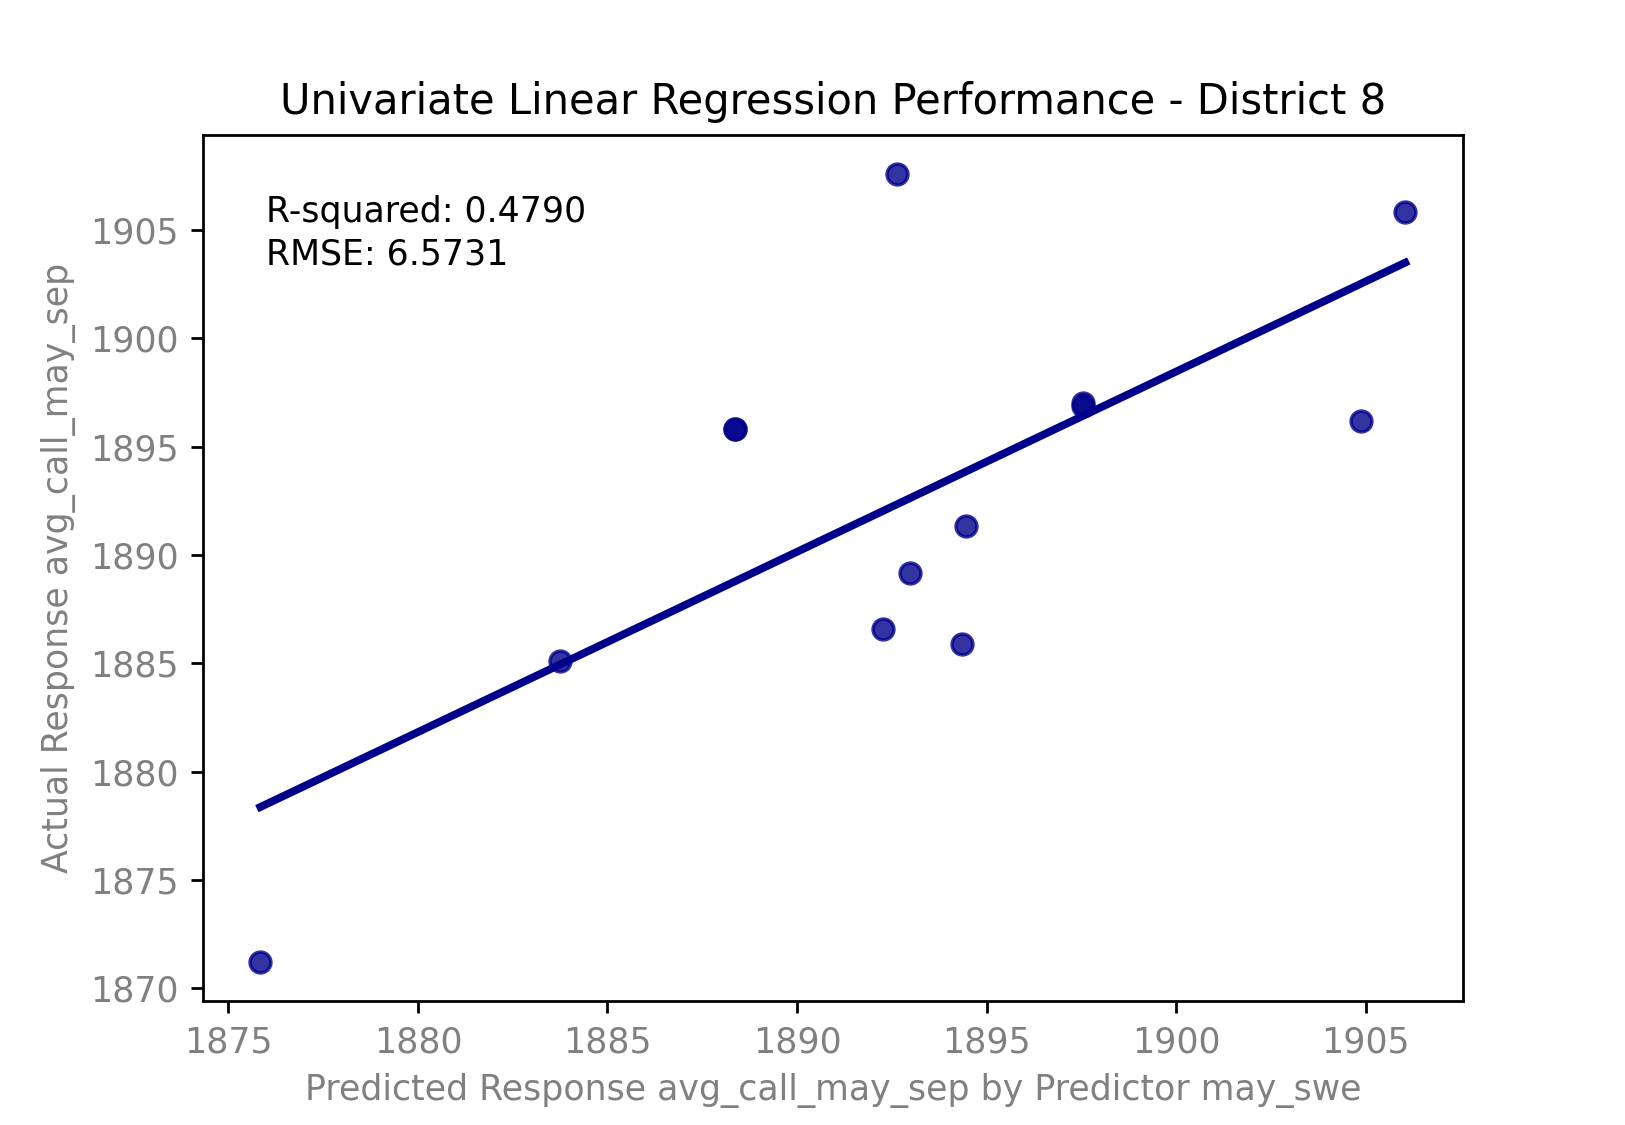 Univariate Linear Regression Performance - District 8
R-squared: 0.4790
RMSE: 6.5731
Actual Response avg_call_may_sep
1905
1900
1895
1890
1885
1880
1875
1870
1875 1880 1885 1890 1895 1900 1905
Predicted Response avg_call_may_sep by Predictor may_swe